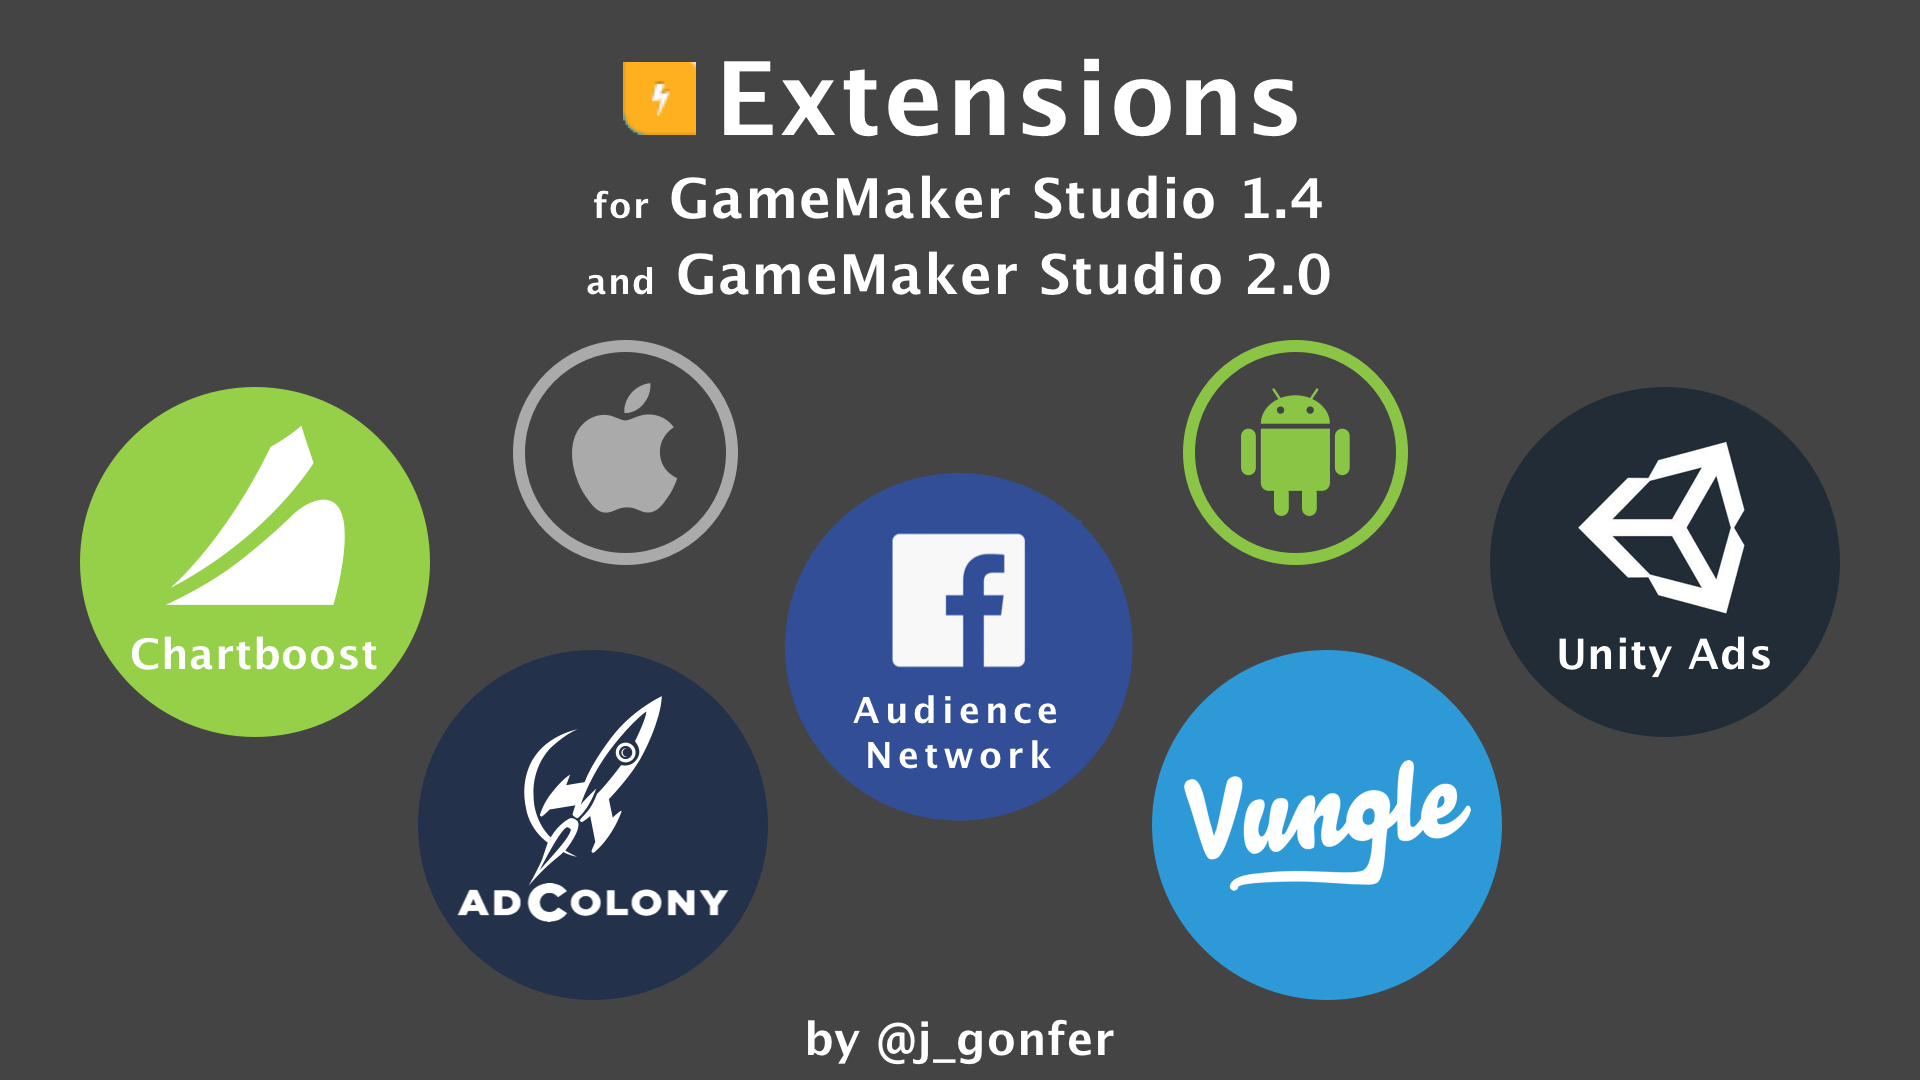 Extensions
for GameMaker Studio 1.4
and GameMaker Studio 2.0
Chartboost
Unity Ads
Audience
Network
Vungle
ADCOLONY
by @j_gonfer